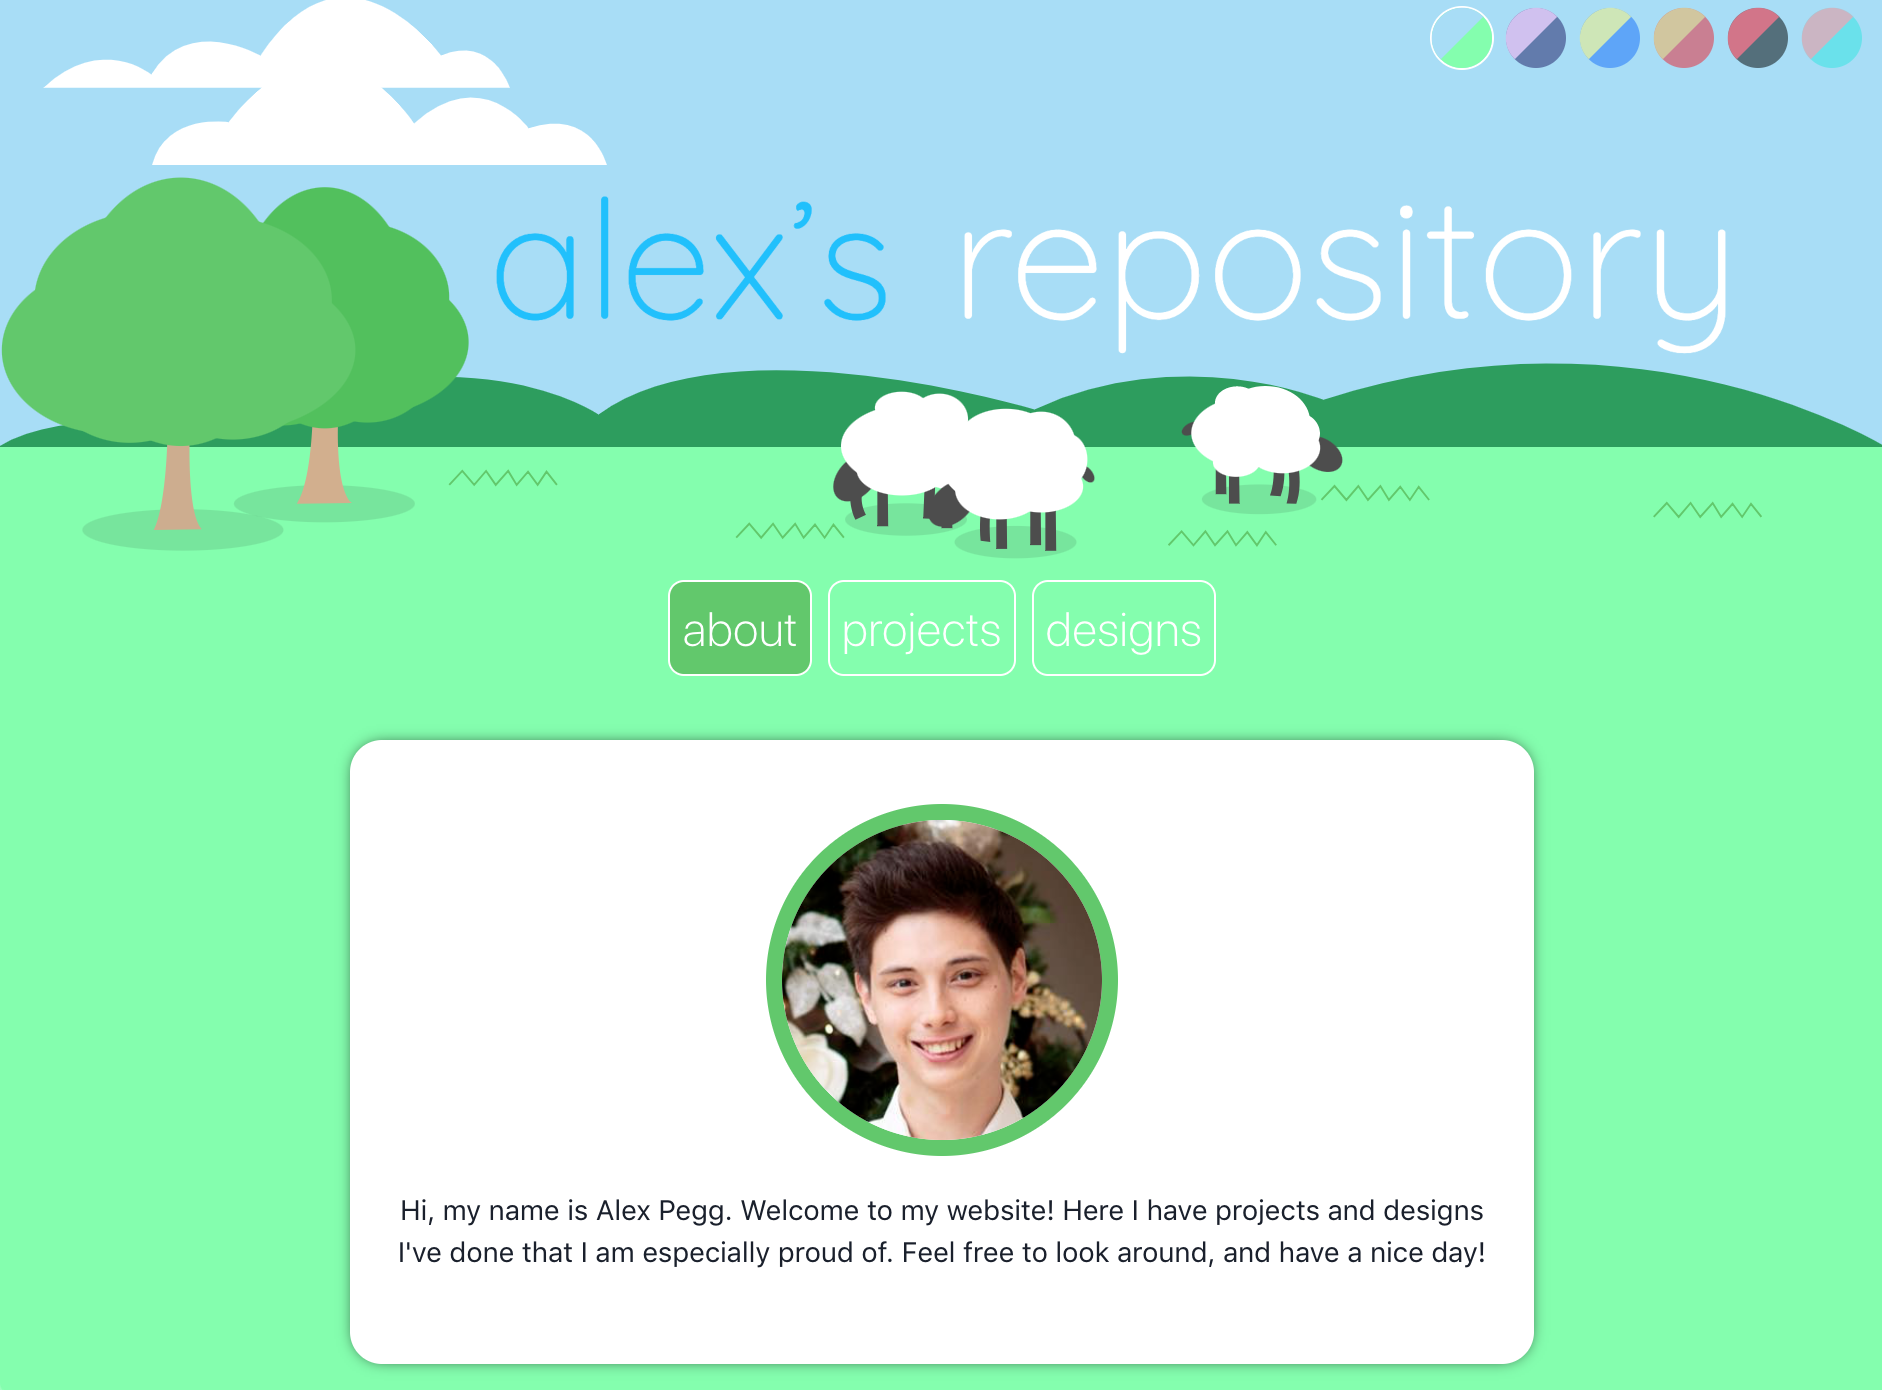 alex’s repository
about projects designs
Hi, my name is Alex Pegg. Welcome to my website! Here I have projects and designs
I've done that I am especially proud of. Feel free to look around, and have a nice day!